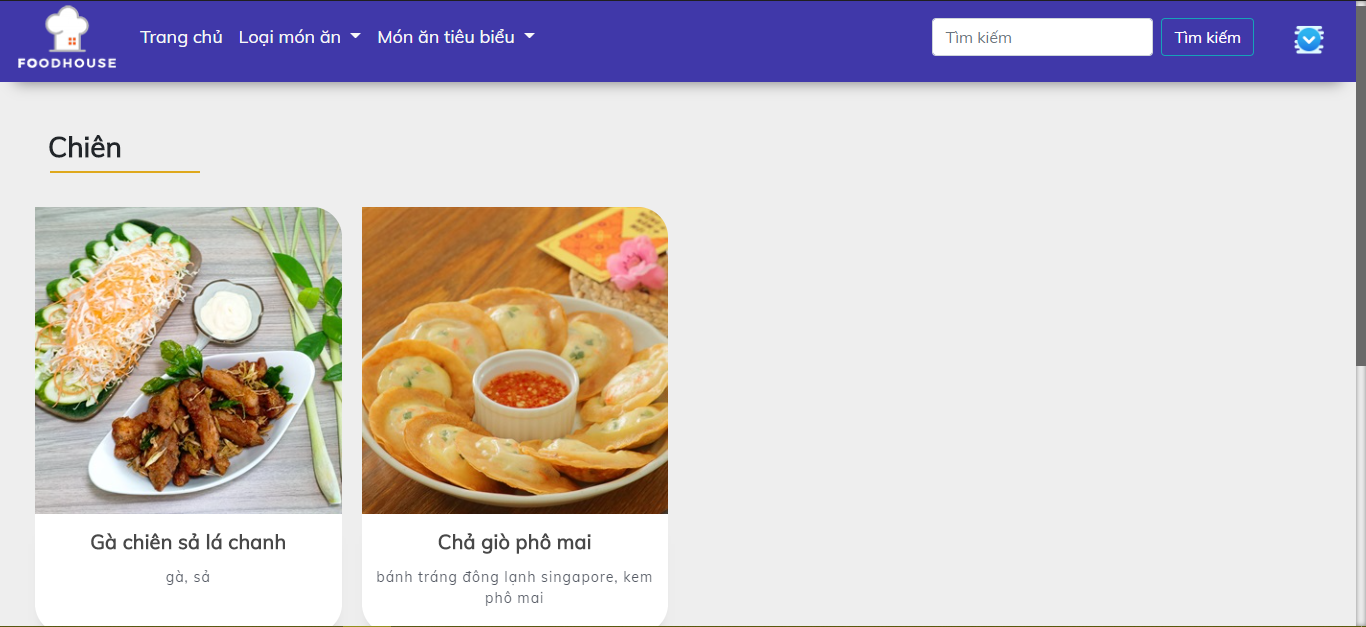 FOODHOUSE
Trang chủ Loại món ăn Món ăn tiêu biểu Tìm kiếm Tìm kiếm
Chiên
Gà chiên sả lá chanh
gà, sả
Chả giò phô mai
bánh tráng đông lạnh singapore, kem
phô mai